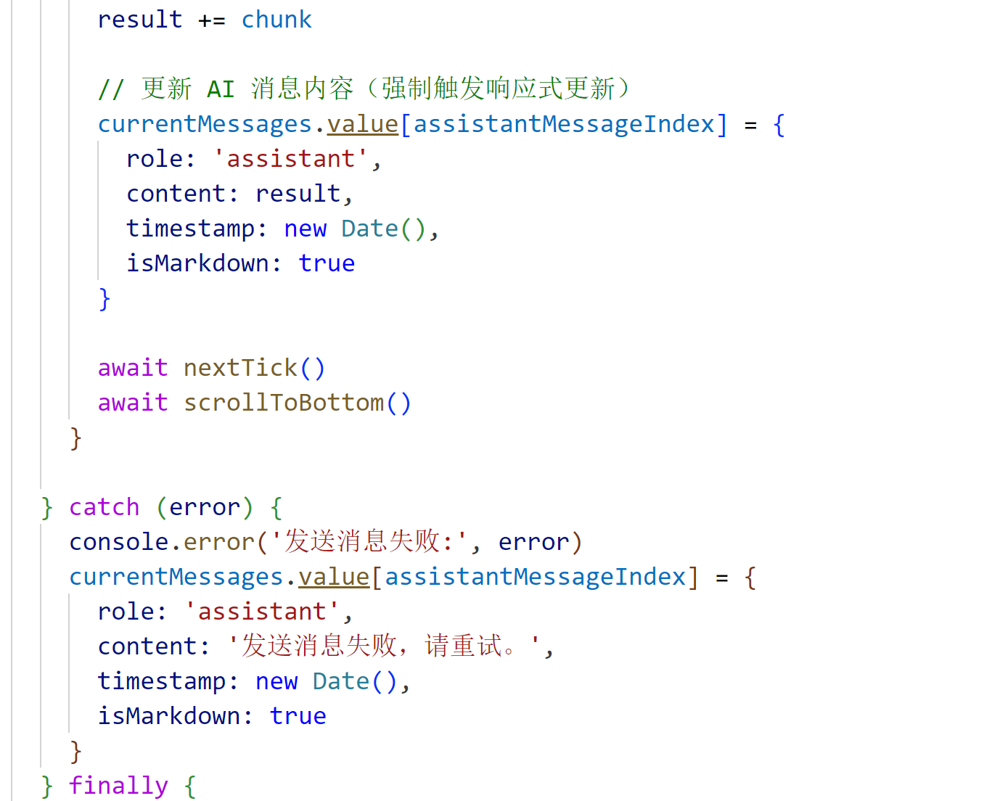 result += chunk
// 更新 AI 消息内容（强制触发响应式更新）
currentMessages.value[assistantMessageIndex] = {
role: 'assistant',
content: result,
timestamp: new Date(),
isMarkdown: true
}
await nextTick()
await scrollToBottom()
}
} catch (error) {
console.error('发送消息失败:', error)
currentMessages.value[assistantMessageIndex] = {
role: 'assistant',
content: '发送消息失败，请重试。',
timestamp: new Date(),
isMarkdown: true
}
} finally {